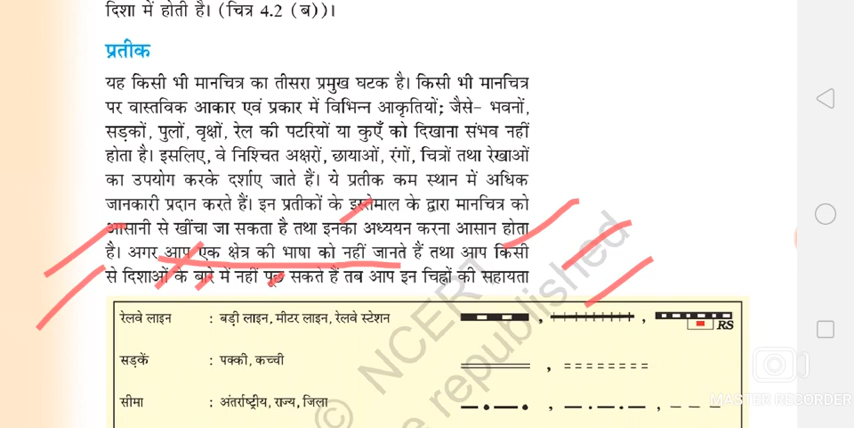 दिशा में होती है। (चित्र 4.2 (ब))।
प्रतीक
यह किसी भी मानचित्र का तीसरा प्रमुख घटक है। किसी भी मानचित्र
पर वास्तविक आकार एवं प्रकार में विभिन्न आकृतियों; जैसे- भवनों,
सड़कों, पुलों, वृक्षों, रेल की पटरियों या कुएँ को दिखाना संभव नहीं
होता है। इसलिए, वे निश्चित अक्षरों, छायाओं, रंगों, चित्रों तथा रेखाओं
का उपयोग करके दर्शाए जाते हैं। ये प्रतीक कम स्थान में अधिक
जानकारी प्रदान करते हैं। इन प्रतीकों के इस्तेमाल के द्वारा मानचित्र को
आसानी से खींचा जा सकता है तथा इनका अध्ययन करना आसान होता
है। अगर आप एक क्षेत्र की भाषा को नहीं जानते हैं तथा आप किसी
से दिशाओं के बारे में नहीं पूछ सकते हैं तब आप इन चिह्नों की सहायता
रेलवे लाइन : बड़ी लाइन, मीटर लाइन, रेलवे स्टेशन , , RS
सड़कें : पक्की, कच्ची ,
सीमा : अंतर्राष्ट्रीय, राज्य, जिला , ,
© NCERT
be republished
MASTER RECORDER